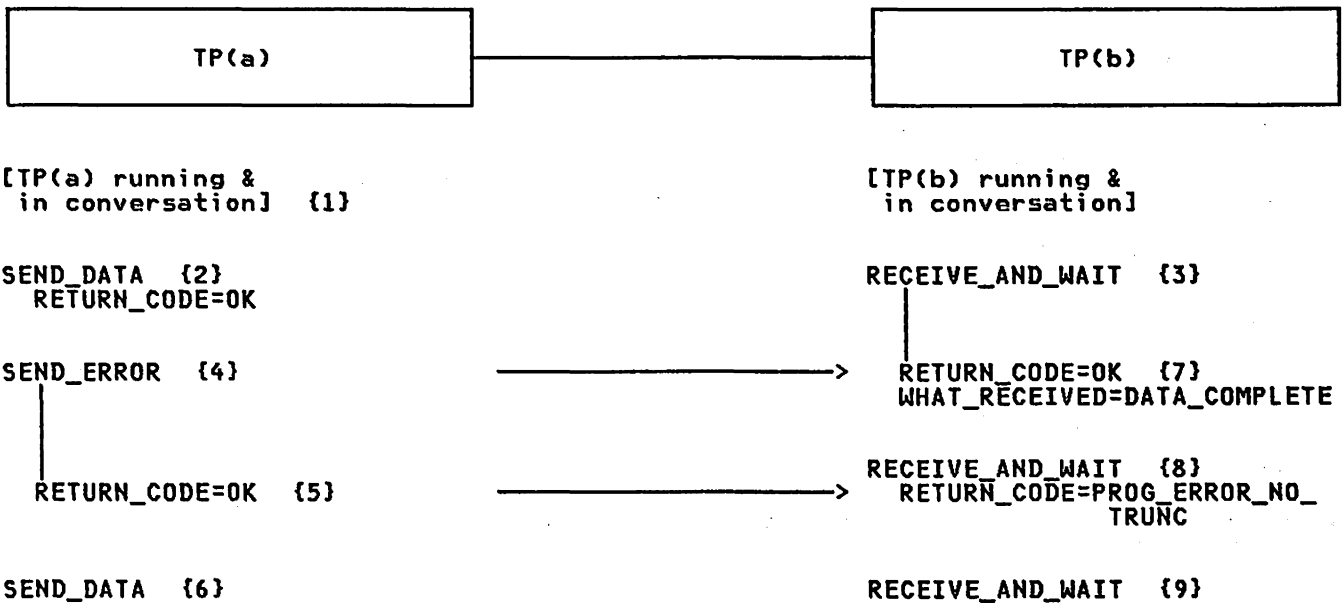 TP(a)
TP(b)
[TP(a) running &
in conversation] {1}
[TP(b) running &
in conversation]
SEND_DATA {2}
RETURN_CODE=OK
RECEIVE_AND_WAIT {3}
SEND_ERROR {4}
RETURN_CODE=OK {7}
WHAT_RECEIVED=DATA_COMPLETE
RETURN_CODE=OK {5}
RECEIVE_AND_WAIT {8}
RETURN_CODE=PROG_ERROR_NO_
TRUNC
SEND_DATA {6}
RECEIVE_AND_WAIT {9}